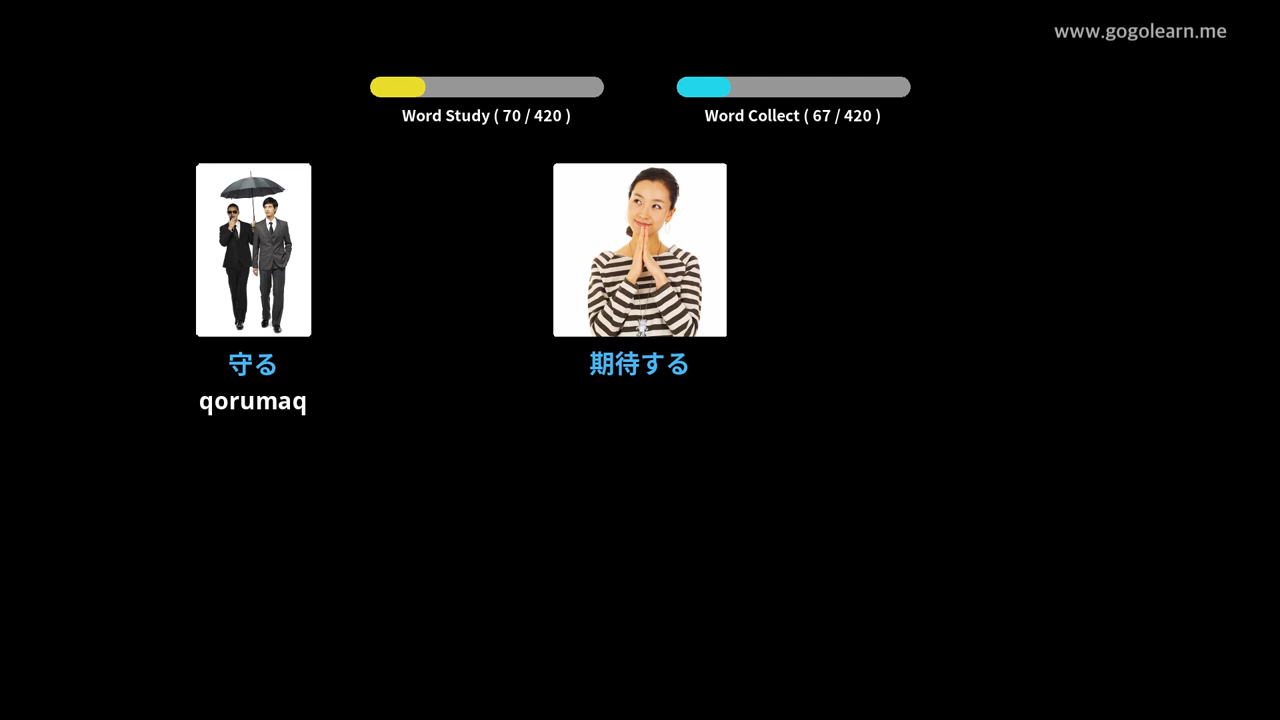 www.gogolearn.me
Word Study ( 70 / 420 )
Word Collect ( 67 / 420 )
守る
qorumaq
期待する